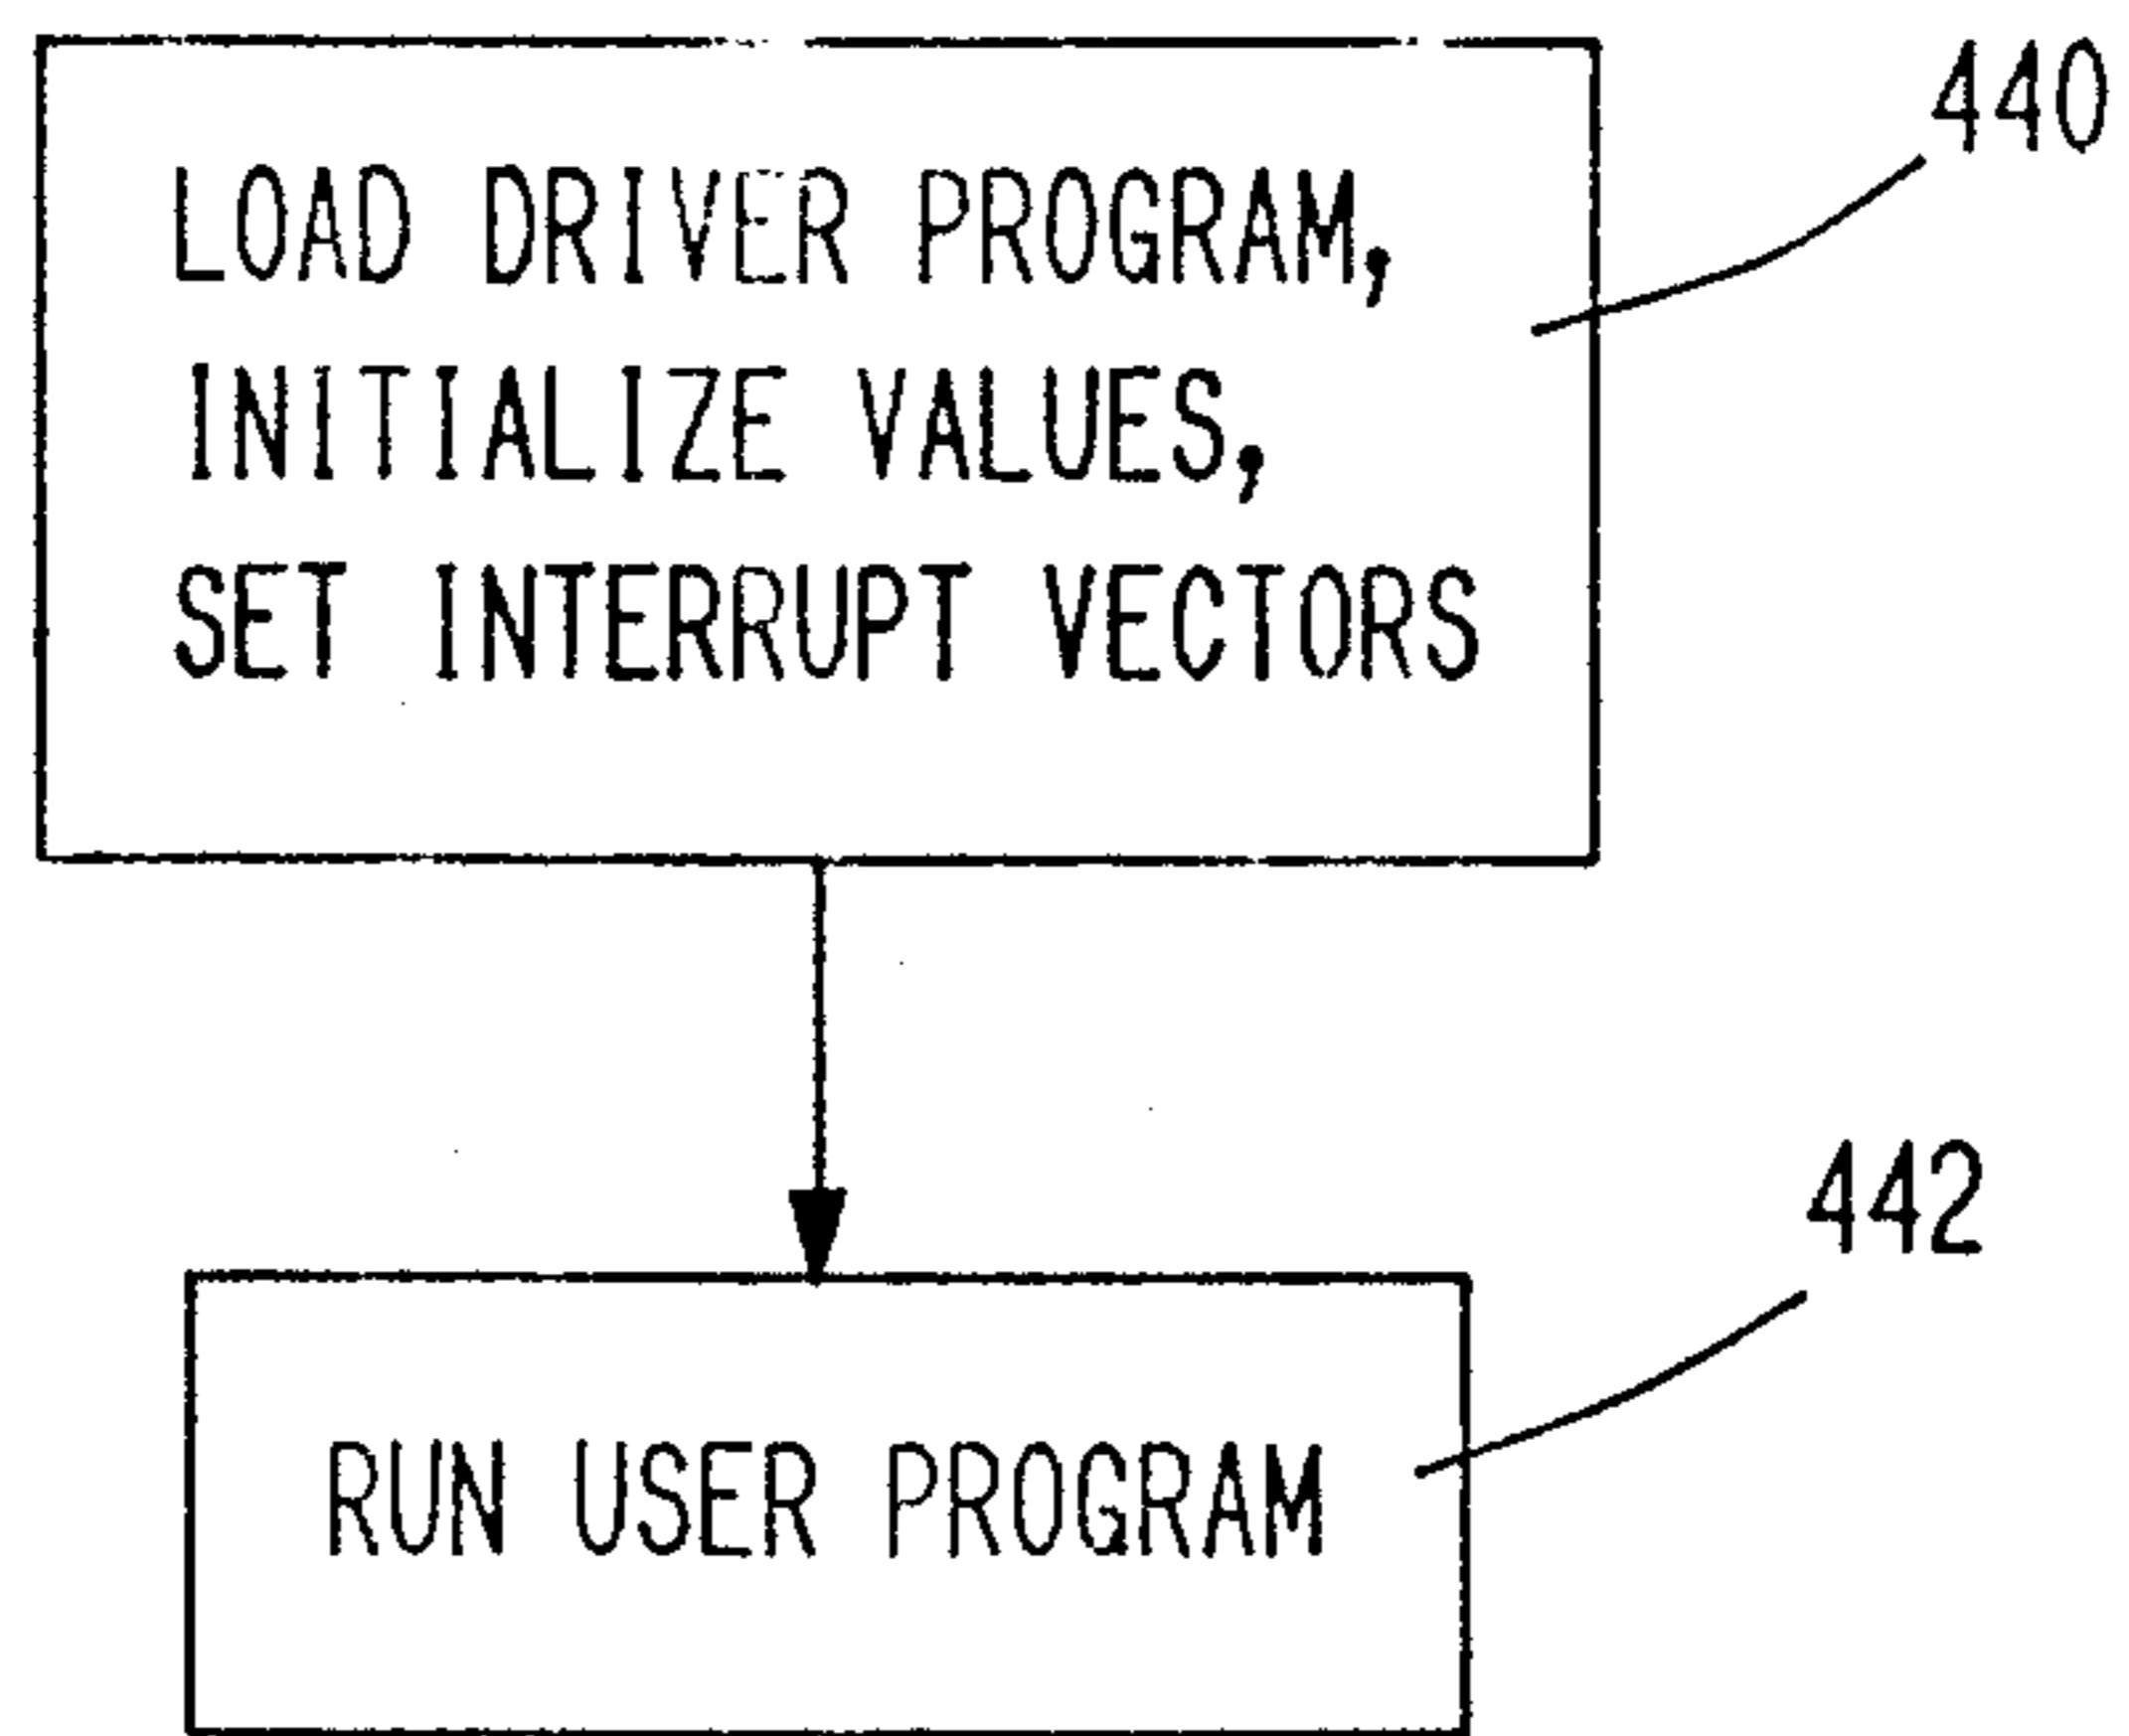 440
LOAD DRIVER PROGRAM,
INITIALIZE VALUES,
SET INTERRUPT VECTORS
442
RUN USER PROGRAM